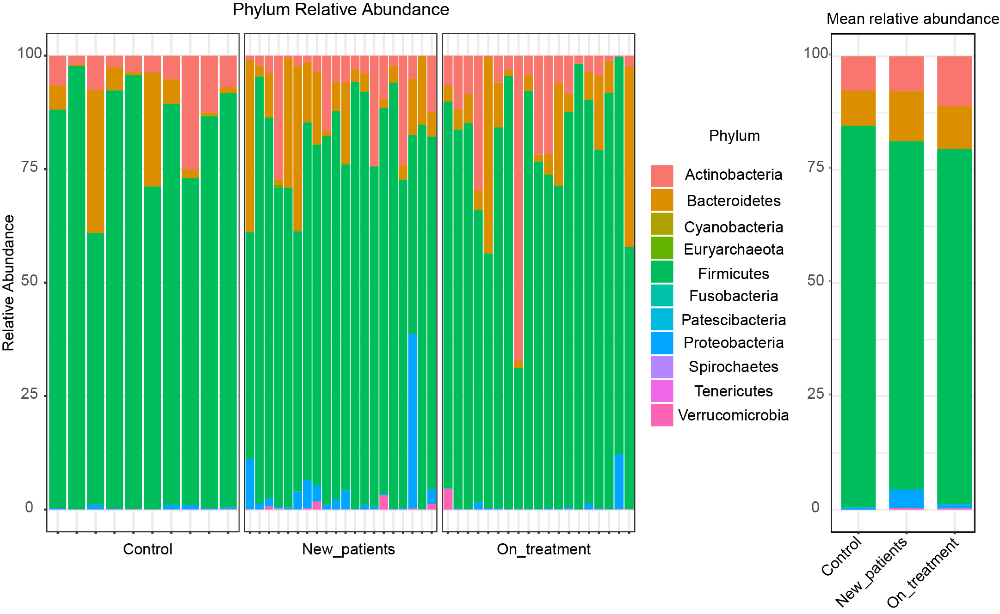 Phylum Relative Abundance
Relative Abundance
100
75
50
25
0
Control
New_patients
On_treatment
Phylum
Actinobacteria
Bacteroidetes
Cyanobacteria
Euryarchaeota
Firmicutes
Fusobacteria
Patescibacteria
Proteobacteria
Spirochaetes
Tenericutes
Verrucomicrobia
Mean relative abundance
100
75
50
25
0
Control
New_patients
On_treatment